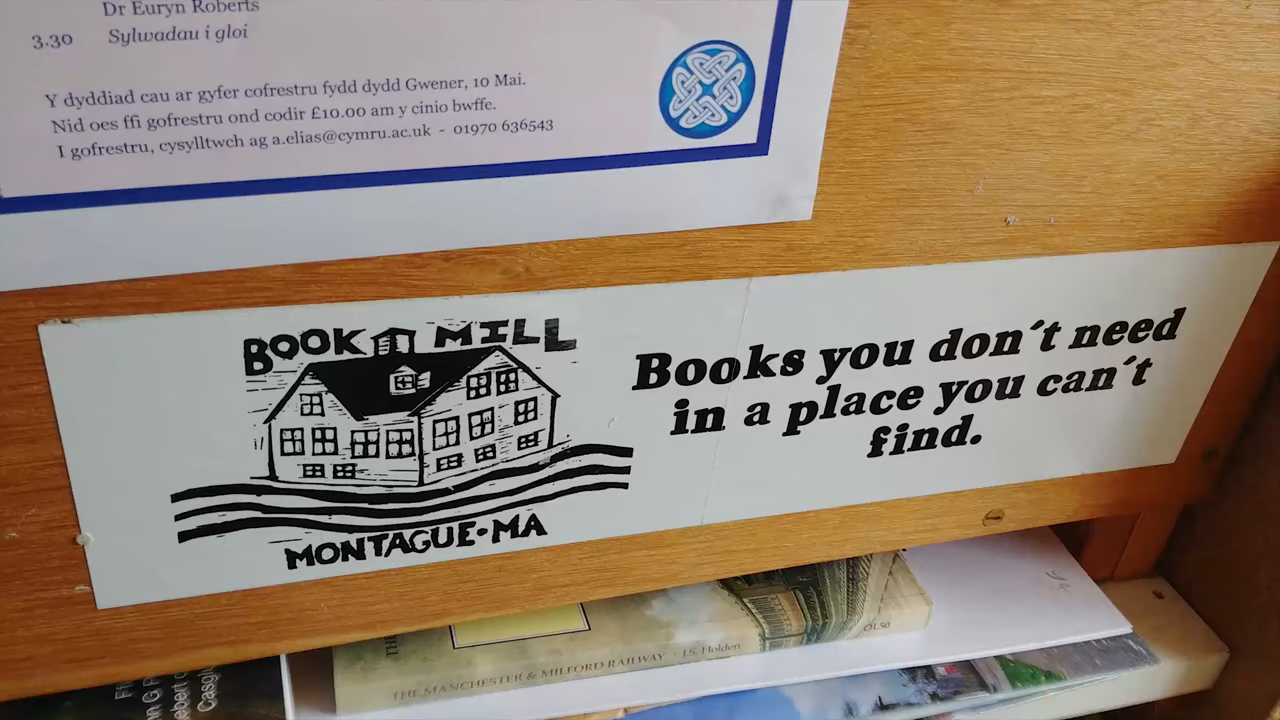 Dr Euryn Roberts
3.30 Sylwadau i gloi
Y dyddiad cau ar gyfer cofrestru fydd dydd Gwener, 10 Mai.
Nid oes ffi gofrestru ond codir £10.00 am y cinio bwffe.
I gofrestru, cysylltwch ag a.elias@cymru.ac.uk - 01970 636543
BOOK MILL
MONTAGUE·MA
Books you don´t need
in a place you can´t
find.
THE MANCHESTER & MILFORD RAILWAY · J.S. Holden
OL50
THE